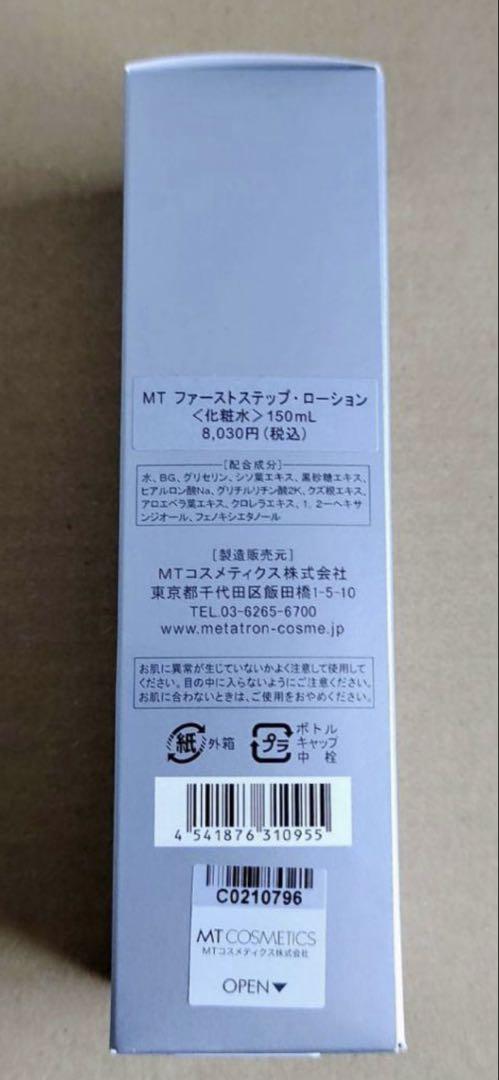 MT ファーストステップ・ローション
＜化粧水＞150mL
8,030円(税込)
[配合成分]
水、BG、グリセリン、シソ葉エキス、黒砂糖エキス、
ヒアルロン酸Na、グリチルリチン酸2K、クズ根エキス、
アロエベラ葉エキス、クロレラエキス、1，2－ヘキサ
ンジオール、フェノキシエタノール
[製造販売元]
MTコスメティクス株式会社
東京都千代田区飯田橋1-5-10
TEL.03-6265-6700
www.metatron-cosme.jp
お肌に異常が生じていないかよく注意して使用して
ください。目の中に入らないようにご注意ください。
お肌に合わないときは、ご使用をおやめください。
紙 外箱
プラ ボトル
キャップ
中栓
4 541876 310955
C0210796
MT COSMETICS
MTコスメティクス株式会社
OPEN▼